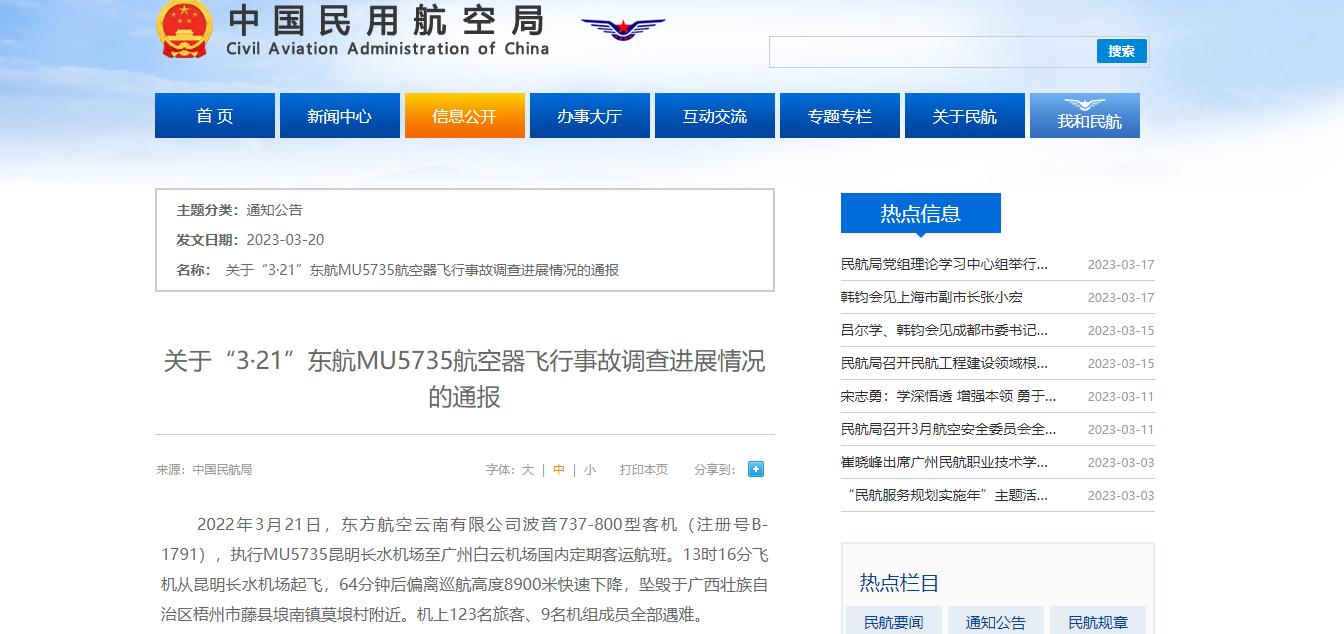 中国民用航空局
Civil Aviation Administration of China
搜索
首 页
新闻中心
信息公开
办事大厅
互动交流
专题专栏
关于民航
我和民航
主题分类：通知公告
发文日期：2023-03-20
名称： 关于“3·21”东航MU5735航空器飞行事故调查进展情况的通报
关于“3·21”东航MU5735航空器飞行事故调查进展情况
的通报
来源：中国民航局
字体：大 | 中 | 小 打印本页 分享到：
2022年3月21日，东方航空云南有限公司波音737-800型客机（注册号B-
1791），执行MU5735昆明长水机场至广州白云机场国内定期客运航班。13时16分飞
机从昆明长水机场起飞，64分钟后偏离巡航高度8900米快速下降，坠毁于广西壮族自
治区梧州市藤县埌南镇莫埌村附近。机上123名旅客、9名机组成员全部遇难。
热点信息
民航局党组理论学习中心组举行... 2023-03-17
韩钧会见上海市副市长张小宏 2023-03-17
吕尔学、韩钧会见成都市委书记... 2023-03-15
民航局召开民航工程建设领域根... 2023-03-15
宋志勇：学深悟透 增强本领 勇于... 2023-03-11
民航局召开3月航空安全委员会全... 2023-03-11
崔晓峰出席广州民航职业技术学... 2023-03-03
“民航服务规划实施年”主题活... 2023-03-03
热点栏目
民航要闻
通知公告
民航规章